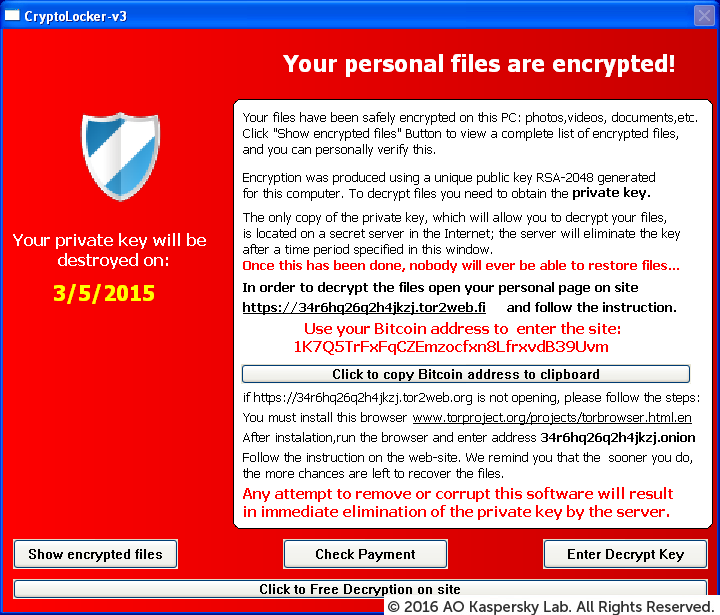 CryptoLocker-v3
Your personal files are encrypted!
Your files have been safely encrypted on this PC: photos,videos, documents,etc.
Click "Show encrypted files" Button to view a complete list of encrypted files,
and you can personally verify this.
Encryption was produced using a unique public key RSA-2048 generated
for this computer. To decrypt files you need to obtain the private key.
The only copy of the private key, which will allow you to decrypt your files,
is located on a secret server in the Internet; the server will eliminate the key
after a time period specified in this window.
Once this has been done, nobody will ever be able to restore files...
In order to decrypt the files open your personal page on site
https://34r6hq26q2h4jkzj.tor2web.fi and follow the instruction.
Use your Bitcoin address to enter the site:
1K7Q5TrFxFqCZEmzocfxn8LfrxvdB39Uvm
Click to copy Bitcoin address to clipboard
if https://34r6hq26q2h4jkzj.tor2web.org is not opening, please follow the steps:
You must install this browser www.torproject.org/projects/torbrowser.html.en
After instalation,run the browser and enter address 34r6hq26q2h4jkzj.onion
Follow the instruction on the web-site. We remind you that the sooner you do,
the more chances are left to recover the files.
Any attempt to remove or corrupt this software will result
in immediate elimination of the private key by the server.
Your private key will be
destroyed on:
3/5/2015
Show encrypted files
Check Payment
Enter Decrypt Key
Click to Free Decryption on site
© 2016 AO Kaspersky Lab. All Rights Reserved.